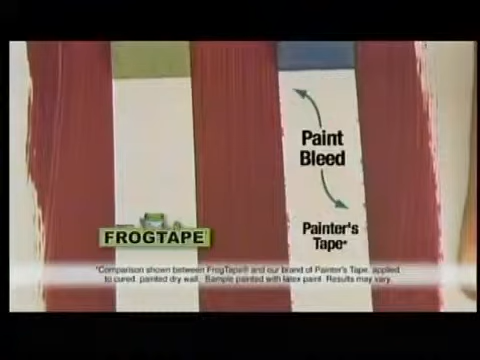 Paint
Bleed
Painter's
Tape*
FROGTAPE
*Comparison shown between FrogTape® and our brand of Painter's Tape, applied
to cured, painted dry wall. Sample painted with latex paint. Results may vary.